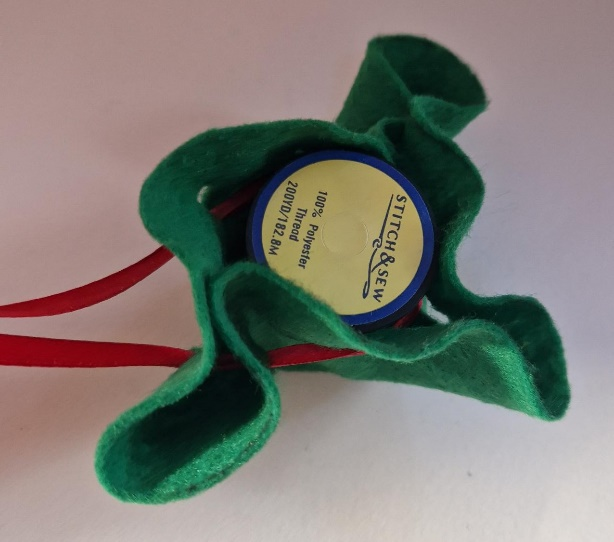 STITCH & SEW
100% Polyester
Thread
200YD/182.8M